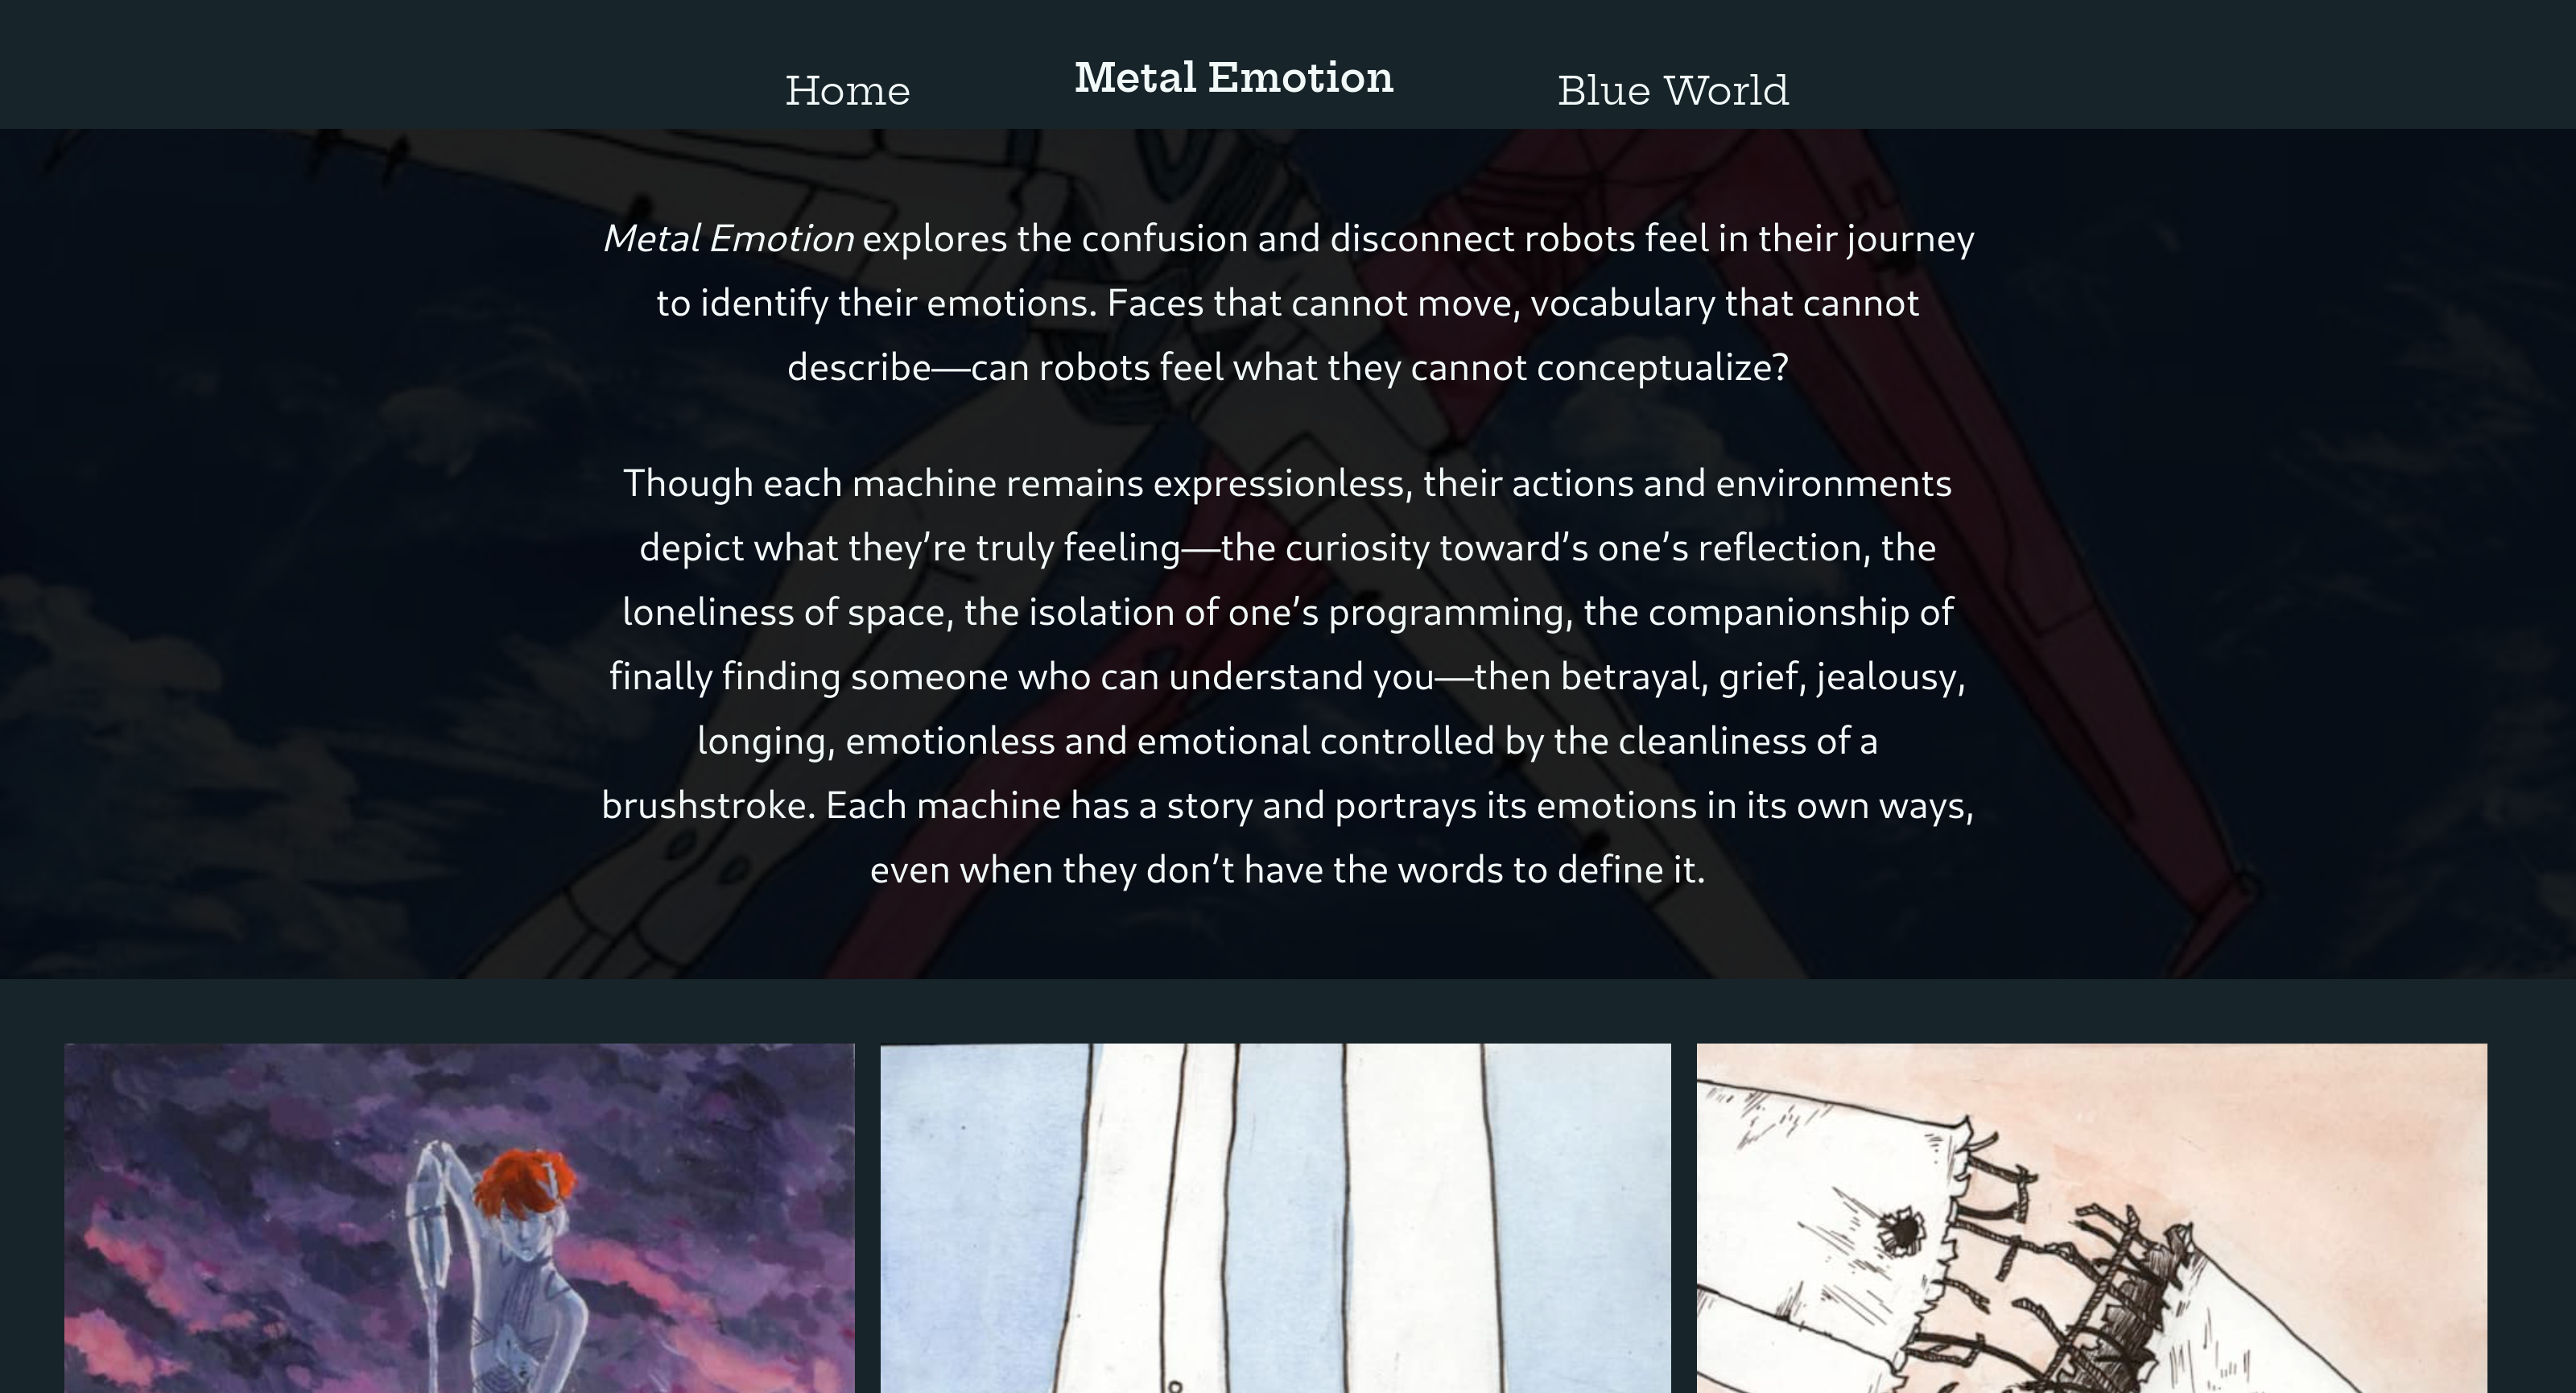 Home Metal Emotion Blue World
Metal Emotion explores the confusion and disconnect robots feel in their journey
to identify their emotions. Faces that cannot move, vocabulary that cannot
describe—can robots feel what they cannot conceptualize?
Though each machine remains expressionless, their actions and environments
depict what they’re truly feeling—the curiosity toward’s one’s reflection, the
loneliness of space, the isolation of one’s programming, the companionship of
finally finding someone who can understand you—then betrayal, grief, jealousy,
longing, emotionless and emotional controlled by the cleanliness of a
brushstroke. Each machine has a story and portrays its emotions in its own ways,
even when they don’t have the words to define it.